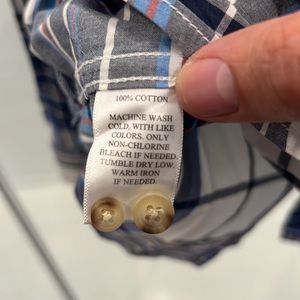 100% COTTON
MACHINE WASH
COLD, WITH LIKE
COLORS. ONLY
NON-CHLORINE
BLEACH IF NEEDED.
TUMBLE DRY LOW.
WARM IRON
IF NEEDED.